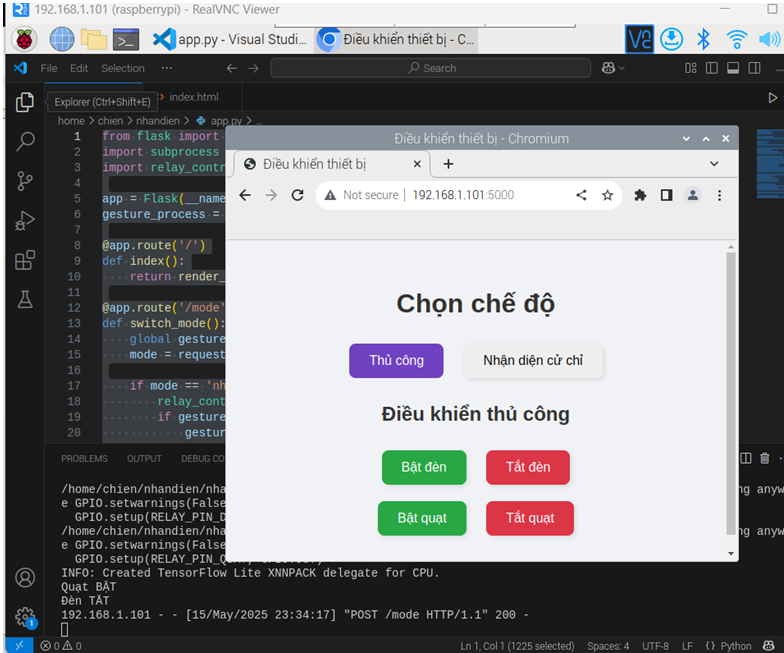 192.168.1.101 (raspberrypi) - RealVNC Viewer
app.py - Visual Studi...
Điều khiển thiết bị - C...
File Edit Selection ···
Search
Explorer (Ctrl+Shift+E)
index.html
home > chien > nhandien > app.py > ...
1 from flask import
2 import subprocess
3 import relay_contr
4
5 app = Flask(__name
6 gesture_process =
7
8 @app.route('/')
9 def index():
10 return render_
11
12 @app.route('/mode'
13 def switch_mode():
14 global gesture
15 mode = request
16
17 if mode == 'nh
18 relay_cont
19 if gesture
20 gestur
Điều khiển thiết bị - Chromium
Điều khiển thiết bị
Not secure | 192.168.1.101:5000
Chọn chế độ
Thủ công
Nhận diện cử chỉ
Điều khiển thủ công
Bật đèn
Tắt đèn
Bật quạt
Tắt quạt
PROBLEMS OUTPUT DEBUG CO
/home/chien/nhandien/nha
ng anyw
e GPIO.setwarnings(False
GPIO.setup(RELAY_PIN_D
/home/chien/nhandien/nha
ng anyw
e GPIO.setwarnings(False
INFO: Created TensorFlow Lite XNNPACK delegate for CPU.
Quạt BẬT
Đèn TẮT
192.168.1.101 - - [15/May/2025 23:34:17] "POST /mode HTTP/1.1" 200 -
1
0 0
Ln 1, Col 1 (1225 selected) Spaces: 4 UTF-8 LF Python